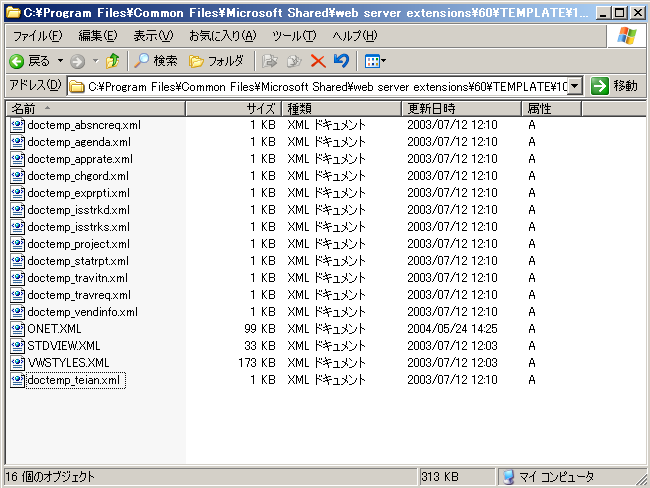 C:¥Program Files¥Common Files¥Microsoft Shared¥web server extensions¥60¥TEMPLATE¥1...
ファイル(F) 編集(E) 表示(V) お気に入り(A) ツール(T) ヘルプ(H)
戻る 検索 フォルダ
アドレス(D) C:¥Program Files¥Common Files¥Microsoft Shared¥web server extensions¥60¥TEMPLATE¥10 移動
名前 サイズ 種類 更新日時 属性
doctemp_absncreq.xml 1 KB XML ドキュメント 2003/07/12 12:10 A
doctemp_agenda.xml 1 KB XML ドキュメント 2003/07/12 12:10 A
doctemp_apprate.xml 1 KB XML ドキュメント 2003/07/12 12:10 A
doctemp_chgord.xml 1 KB XML ドキュメント 2003/07/12 12:10 A
doctemp_exprpti.xml 1 KB XML ドキュメント 2003/07/12 12:10 A
doctemp_isstrkd.xml 1 KB XML ドキュメント 2003/07/12 12:10 A
doctemp_isstrks.xml 1 KB XML ドキュメント 2003/07/12 12:10 A
doctemp_project.xml 1 KB XML ドキュメント 2003/07/12 12:10 A
doctemp_statrpt.xml 1 KB XML ドキュメント 2003/07/12 12:10 A
doctemp_travitn.xml 1 KB XML ドキュメント 2003/07/12 12:10 A
doctemp_travreq.xml 1 KB XML ドキュメント 2003/07/12 12:10 A
doctemp_vendinfo.xml 1 KB XML ドキュメント 2003/07/12 12:10 A
ONET.XML 99 KB XML ドキュメント 2004/05/24 14:25 A
STDVIEW.XML 33 KB XML ドキュメント 2003/07/12 12:03 A
VWSTYLES.XML 173 KB XML ドキュメント 2003/07/12 12:03 A
doctemp_teian.xml 1 KB XML ドキュメント 2003/07/12 12:10 A
16 個のオブジェクト 313 KB マイ コンピュータ